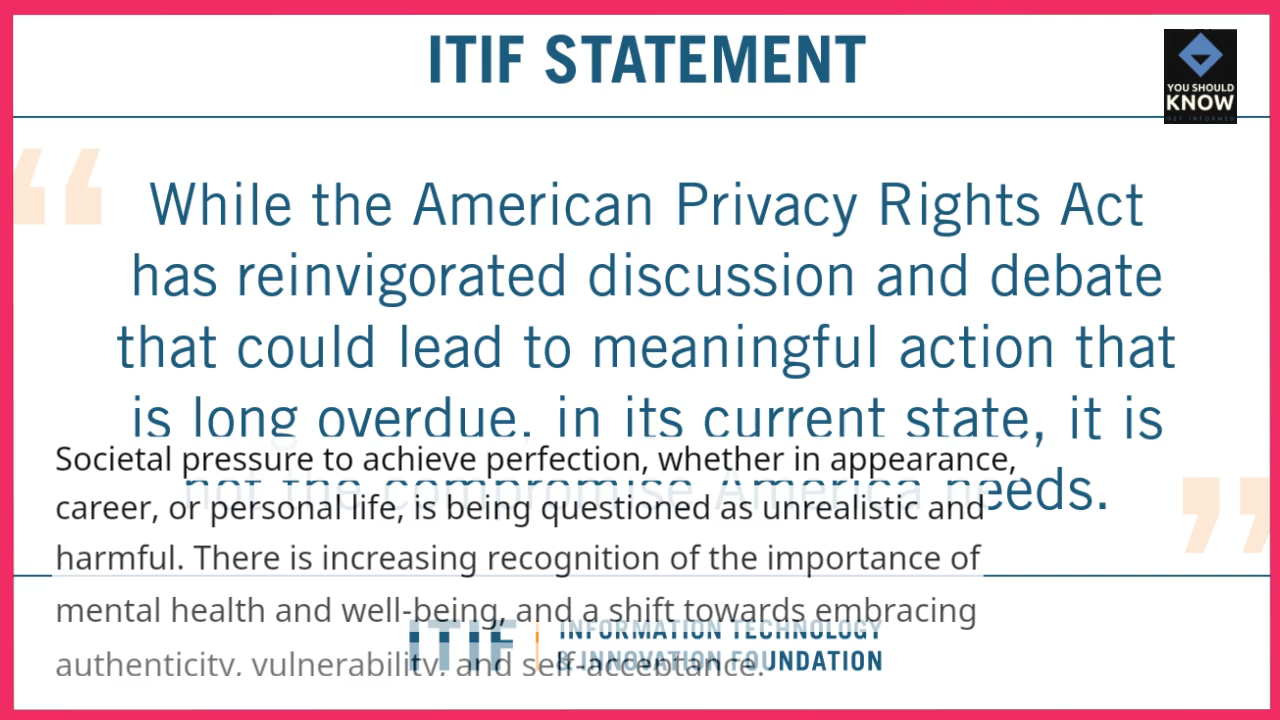 ITIF STATEMENT
YOU SHOULD
KNOW
GET INFORMED
While the American Privacy Rights Act
has reinvigorated discussion and debate
that could lead to meaningful action that
is long overdue, in its current state, it is
not the compromise America needs.
Societal pressure to achieve perfection, whether in appearance,
career, or personal life, is being questioned as unrealistic and
harmful. There is increasing recognition of the importance of
mental health and well-being, and a shift towards embracing
authenticity, vulnerability, and self-acceptance.
ITIF
INFORMATION TECHNOLOGY
& INNOVATION FOUNDATION